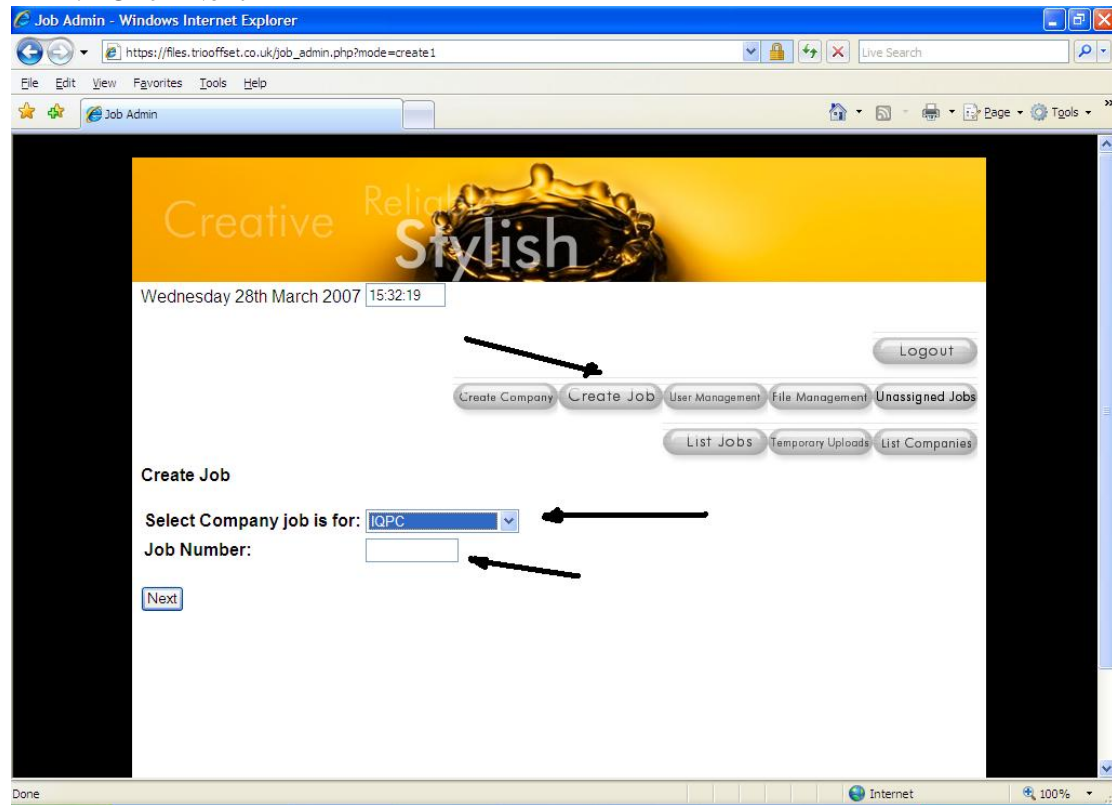 Job Admin - Windows Internet Explorer
https://files.triooffset.co.uk/job_admin.php?mode=create1
Live Search
File Edit View Favorites Tools Help
Job Admin
Page Tools
Creative Reliable Stylish
Wednesday 28th March 2007 15:32:19
Logout
Create Company Create Job User Management File Management Unassigned Jobs
List Jobs Temporary Uploads List Companies
Create Job
Select Company job is for: IQPC
Job Number:
Next
Done Internet 100%